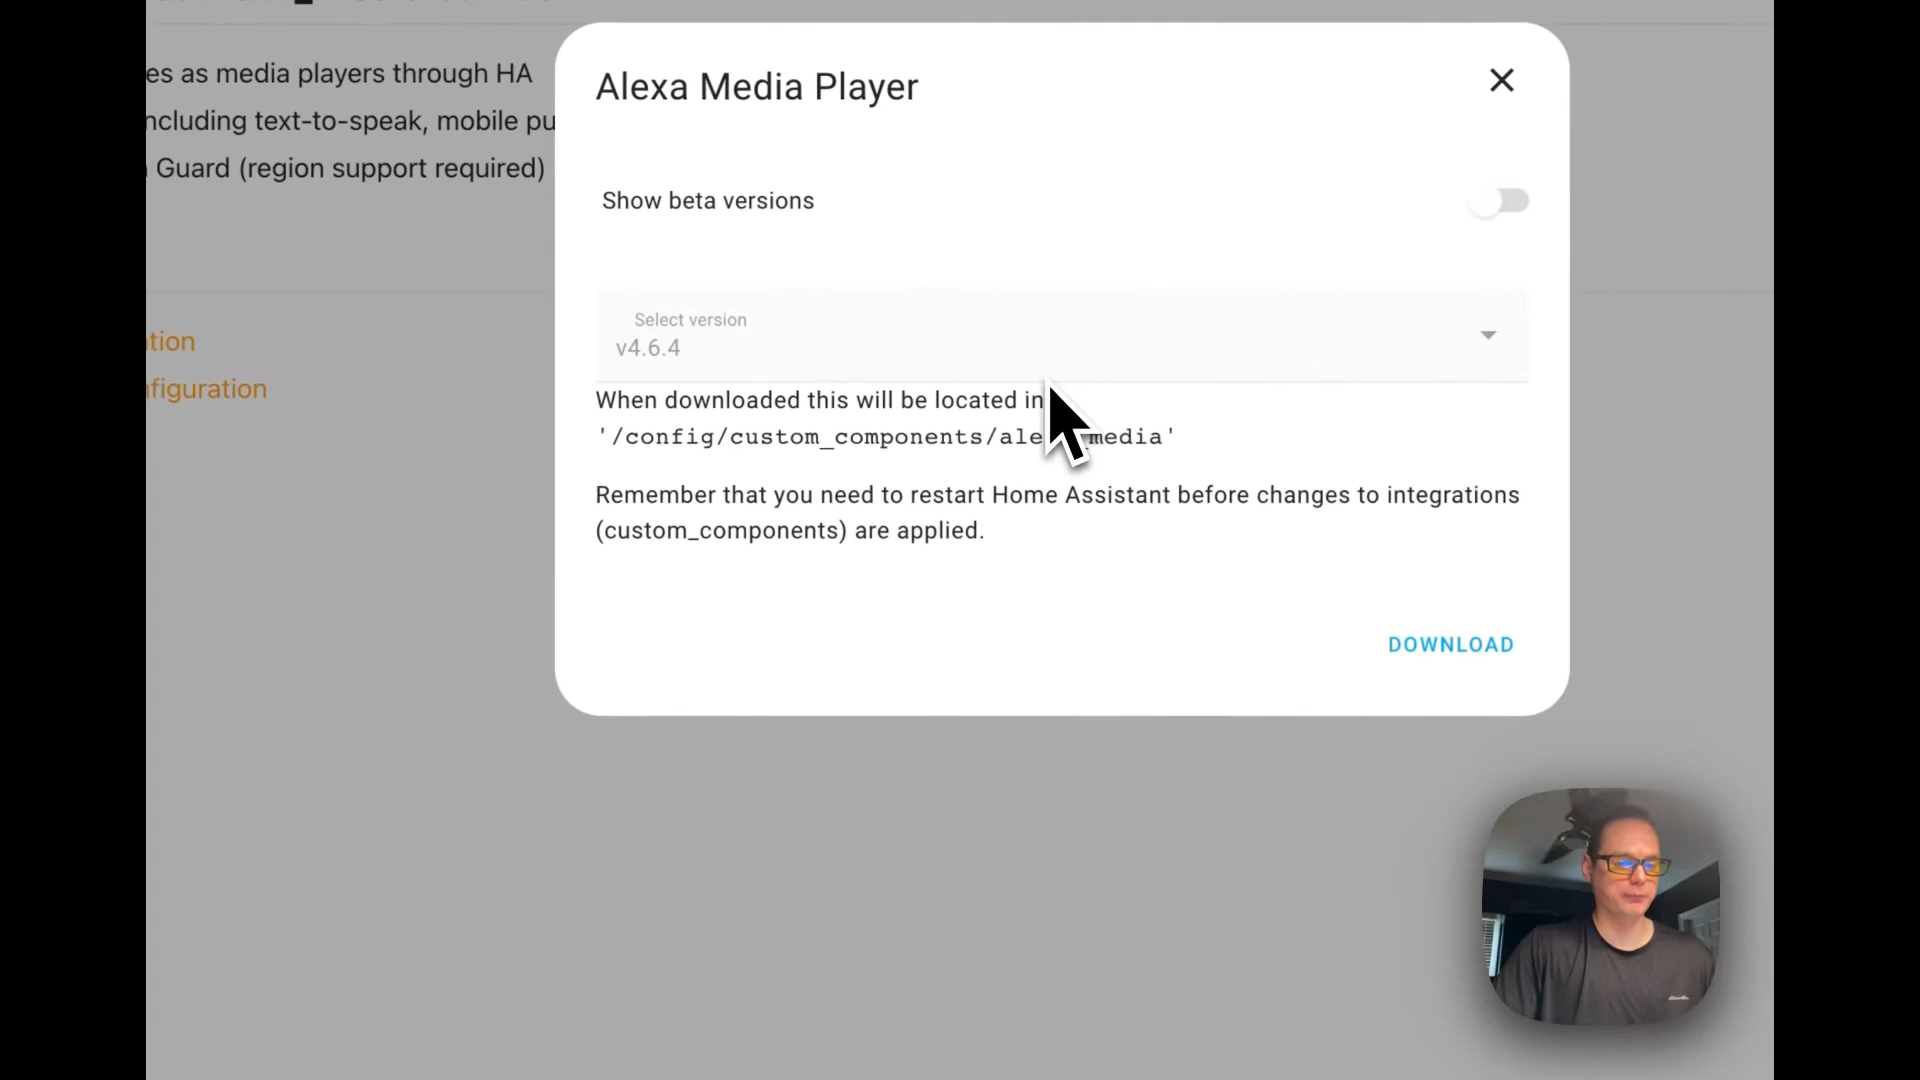 es as media players through HA
ncluding text-to-speak, mobile pu
Guard (region support required)
Alexa Media Player
Show beta versions
Select version
v4.6.4
When downloaded this will be located in
'/config/custom_components/ale media'
Remember that you need to restart Home Assistant before changes to integrations
(custom_components) are applied.
tion
figuration
DOWNLOAD